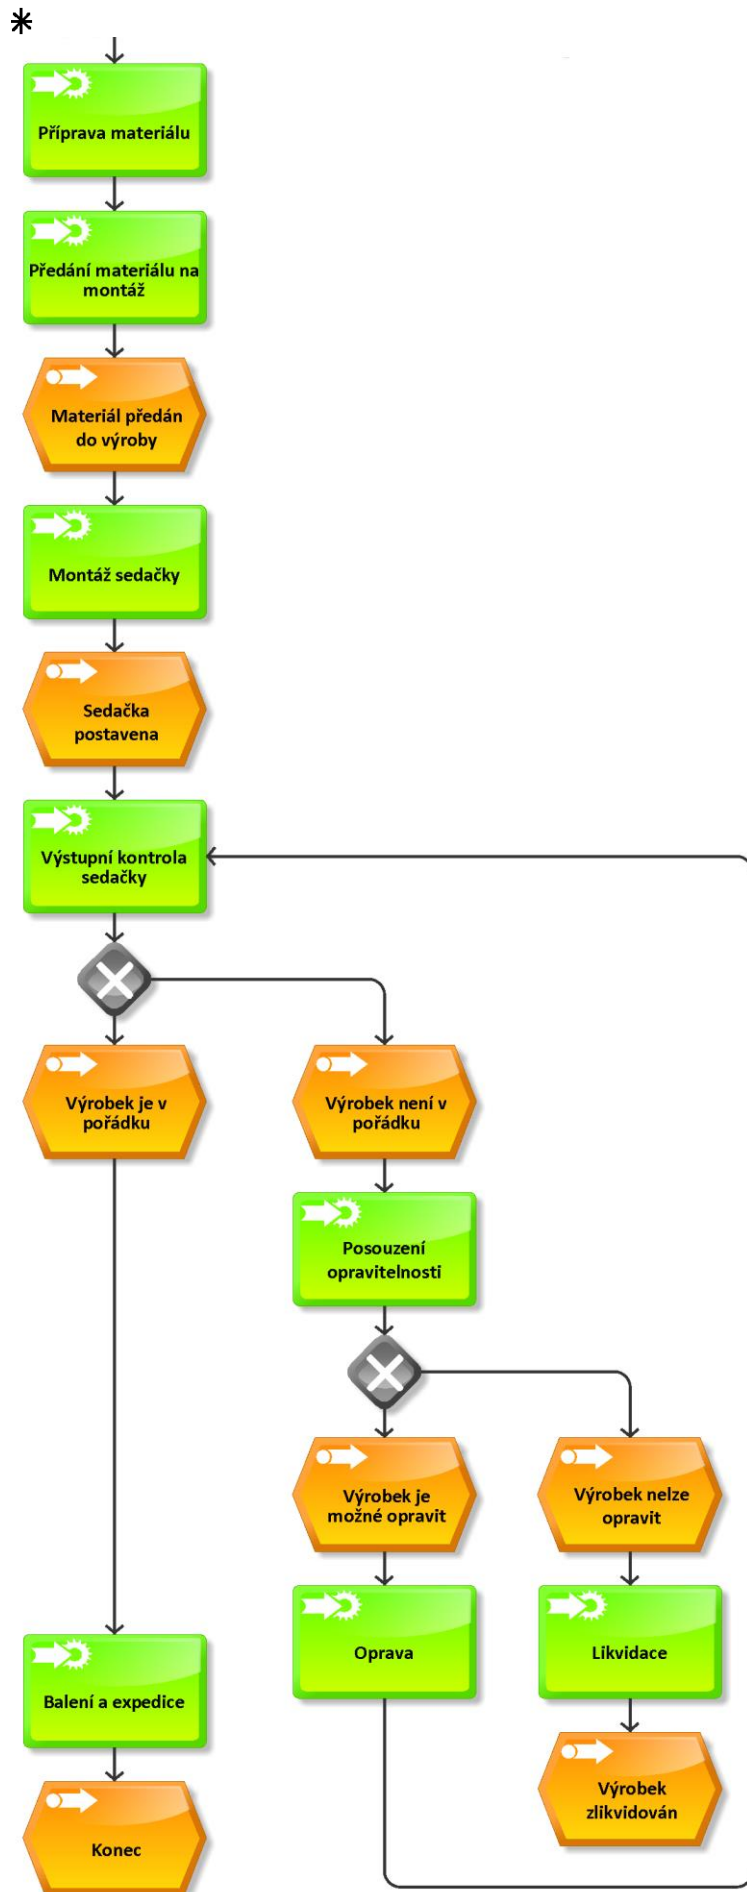 *
Příprava materiálu
Předání materiálu na
montáž
Materiál předán
do výroby
Montáž sedačky
Sedačka
postavena
Výstupní kontrola
sedačky
Výrobek je v
pořádku
Výrobek není v
pořádku
Posouzení
opravitelnosti
Výrobek je
možné opravit
Výrobek nelze
opravit
Oprava
Likvidace
Balení a expedice
Výrobek
zlikvidován
Konec